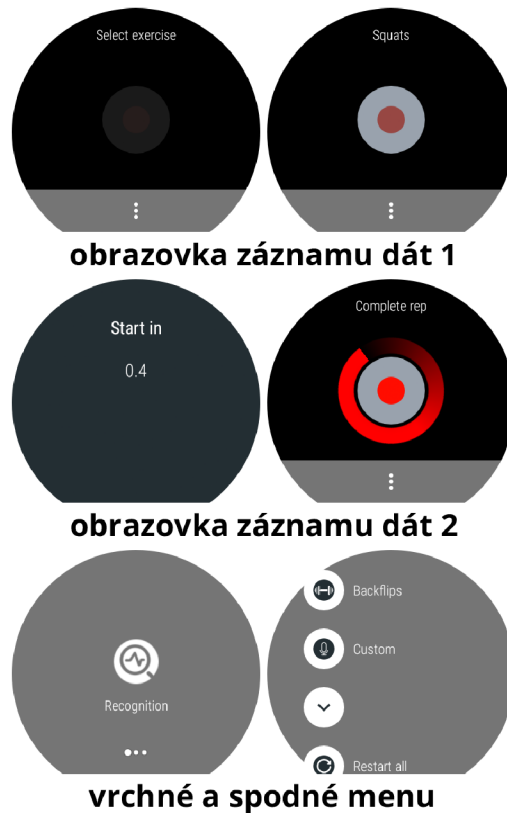 Select exercise
Squats
obrazovka záznamu dát 1
Start in
0.4
Complete rep
obrazovka záznamu dát 2
Recognition
Backflips
Custom
Restart all
vrchné a spodné menu